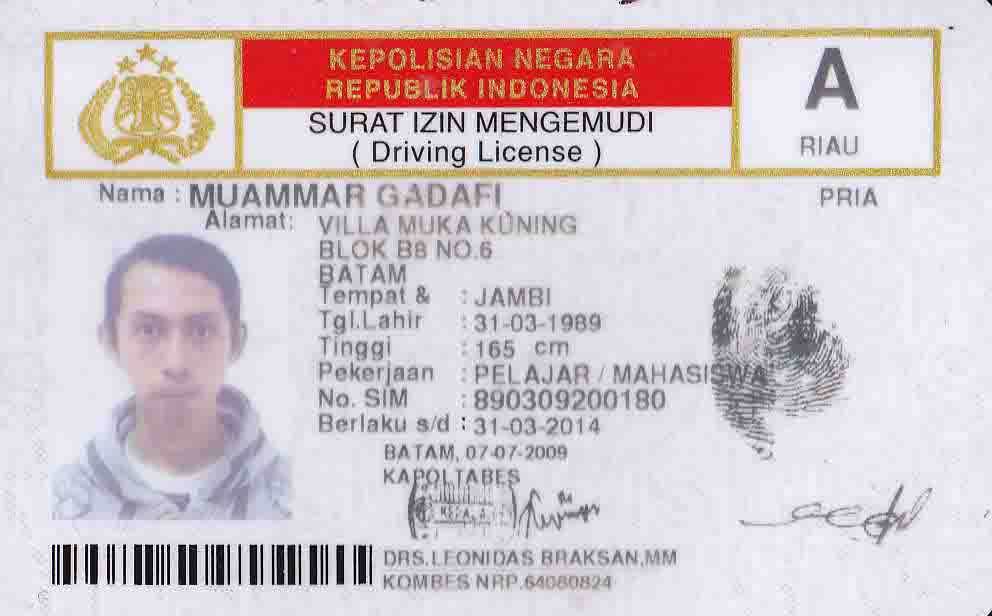 KEPOLISIAN NEGARA
REPUBLIK INDONESIA
SURAT IZIN MENGEMUDI
( Driving License )
A
RIAU
Nama : MUAMMAR GADAFI
PRIA
Alamat: VILLA MUKA KUNING
BLOK B8 NO.6
BATAM
Tempat & : JAMBI
Tgl.Lahir : 31-03-1989
Tinggi : 165 cm
Pekerjaan : PELAJAR / MAHASISWA
No. SIM : 890309200180
Berlaku s/d : 31-03-2014
BATAM, 07-07-2009
KAPOLTABES
DRS.LEONIDAS BRAKSAN,MM
KOMBES NRP.64080824